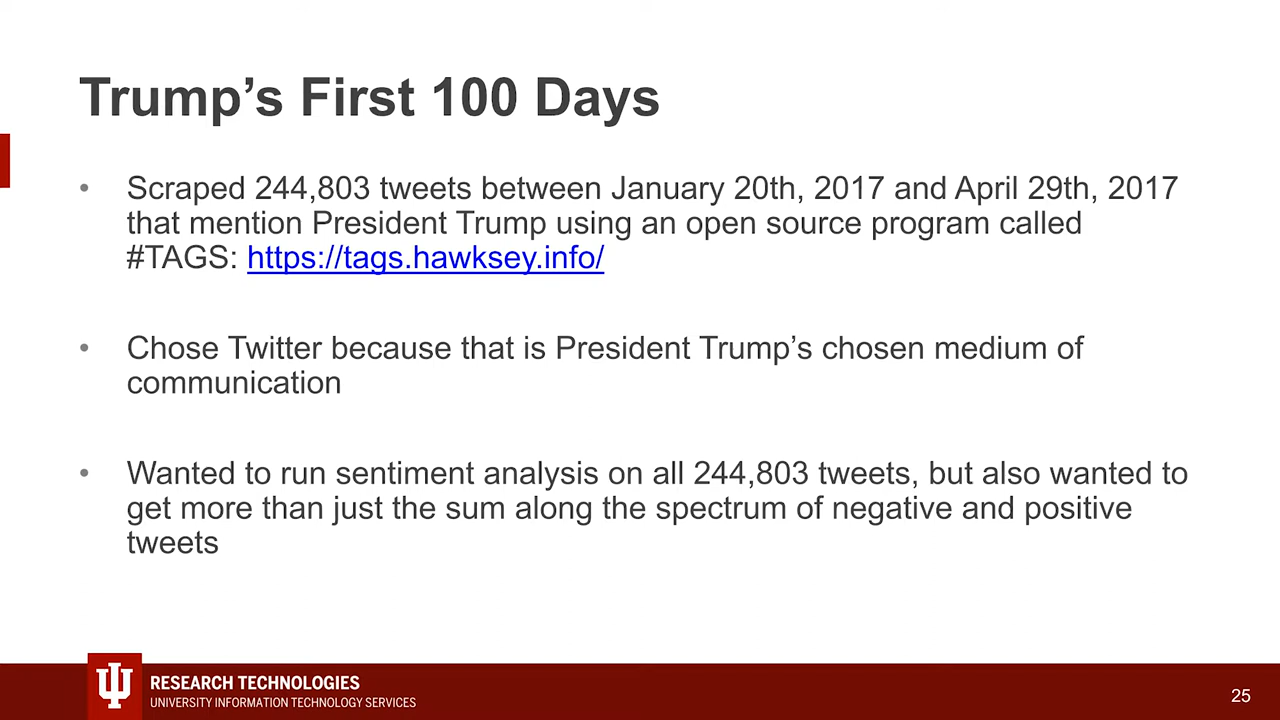 Trump’s First 100 Days
• Scraped 244,803 tweets between January 20th, 2017 and April 29th, 2017
that mention President Trump using an open source program called
#TAGS: https://tags.hawksey.info/
• Chose Twitter because that is President Trump’s chosen medium of
communication
• Wanted to run sentiment analysis on all 244,803 tweets, but also wanted to
get more than just the sum along the spectrum of negative and positive
tweets
RESEARCH TECHNOLOGIES
UNIVERSITY INFORMATION TECHNOLOGY SERVICES
25